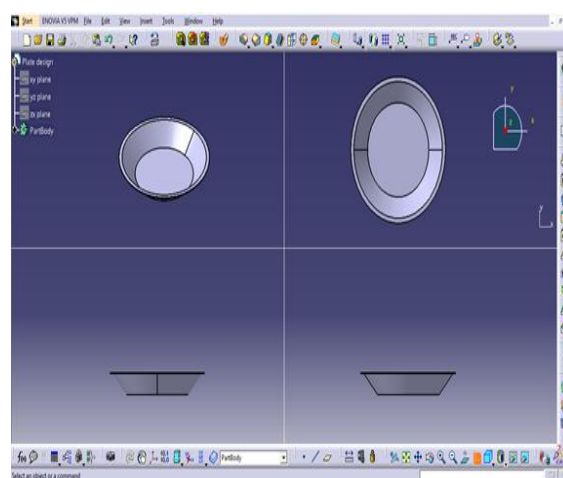 Start ENOVIA V5 VPM File Edit View Insert Tools Window Help
Plate design
xy plane
yz plane
zx plane
PartBody
y
x
z
y
x
PartBody
Select an object or a command